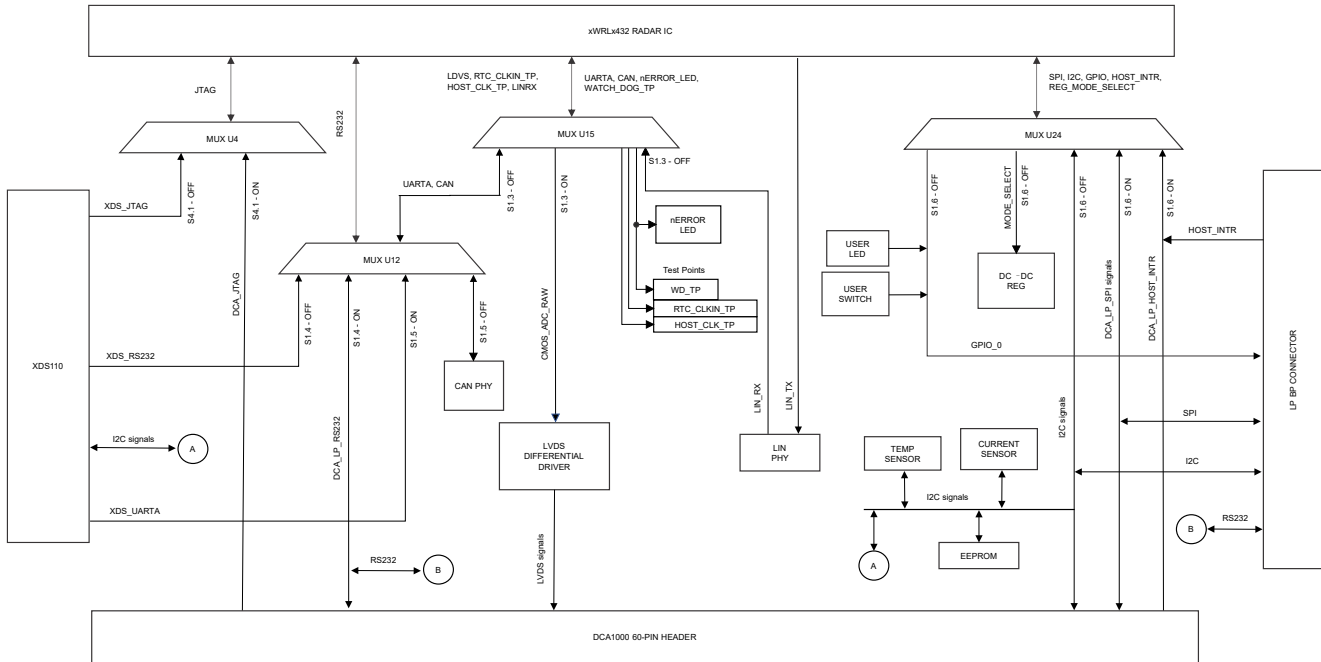 xWRLx432 RADAR IC
JTAG
RS232
LDVS, RTC_CLKIN_TP,
HOST_CLK_TP, LINRX
UARTA, CAN, nERROR_LED,
WATCH_DOG_TP
SPI, I2C, GPIO, HOST_INTR,
REG_MODE_SELECT
MUX U4
MUX U15
MUX U24
S4.1 - OFF
S4.1 - ON
XDS_JTAG
UARTA, CAN
S1.3 - OFF
S1.3 - ON
S1.3 - OFF
S1.6 - OFF
MODE_SELECT
S1.6 - OFF
S1.6 - OFF
S1.6 - ON
S1.6 - ON
nERROR
LED
HOST_INTR
MUX U12
USER
LED
USER
SWITCH
DC -DC
REG
DCA_JTAG
Test Points
WD_TP
RTC_CLKIN_TP
HOST_CLK_TP
S1.4 - OFF
S1.4 - ON
S1.5 - ON
S1.5 - OFF
CMOS_ADC_RAW
DCA_LP_SPI signals
DCA_LP_HOST_INTR
GPIO_0
XDS110
XDS_RS232
CAN PHY
LIN_RX
LIN_TX
LP BP CONNECTOR
I2C signals
A
DCA_LP_RS232
LVDS
DIFFERENTIAL
DRIVER
LIN
PHY
TEMP
SENSOR
CURRENT
SENSOR
I2C signals
SPI
I2C
I2C signals
XDS_UARTA
RS232
B
LVDS signals
A
EEPROM
B
RS232
DCA1000 60-PIN HEADER